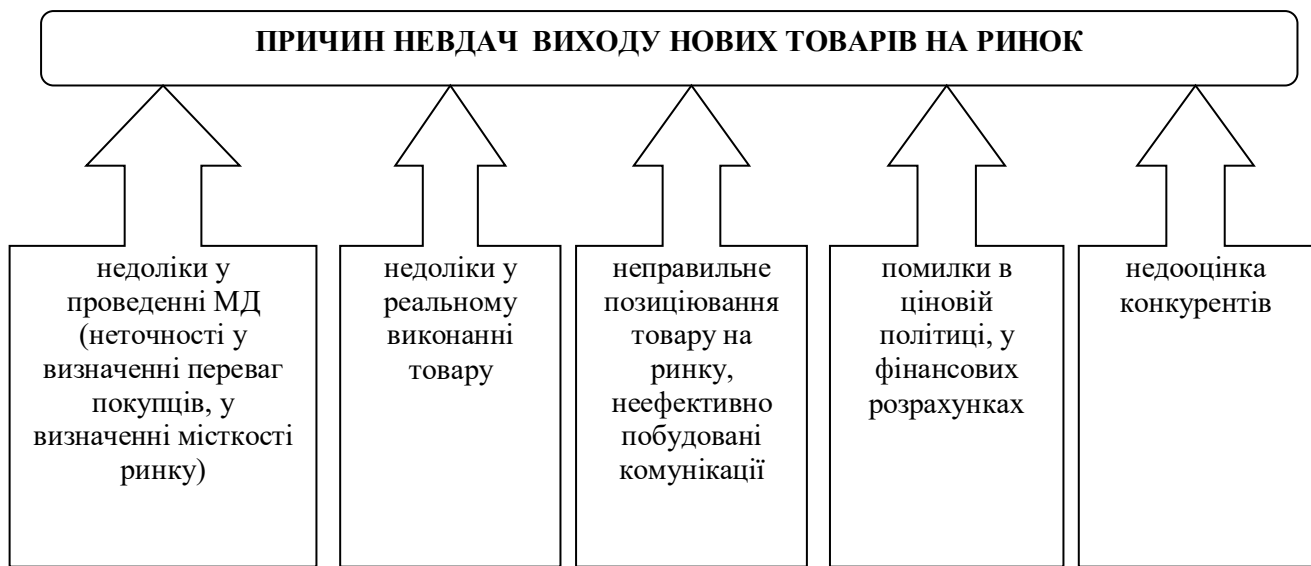 ПРИЧИН НЕВДАЧ ВИХОДУ НОВИХ ТОВАРІВ НА РИНОК
недоліки у
проведенні МД
(неточності у
визначенні переваг
покупців, у
визначенні місткості
ринку)
недоліки у
реальному
виконанні
товару
неправильне
позиціювання
товару на
ринку,
неефективно
побудовані
комунікації
помилки в
ціновій
політиці, у
фінансових
розрахунках
недооцінка
конкурентів